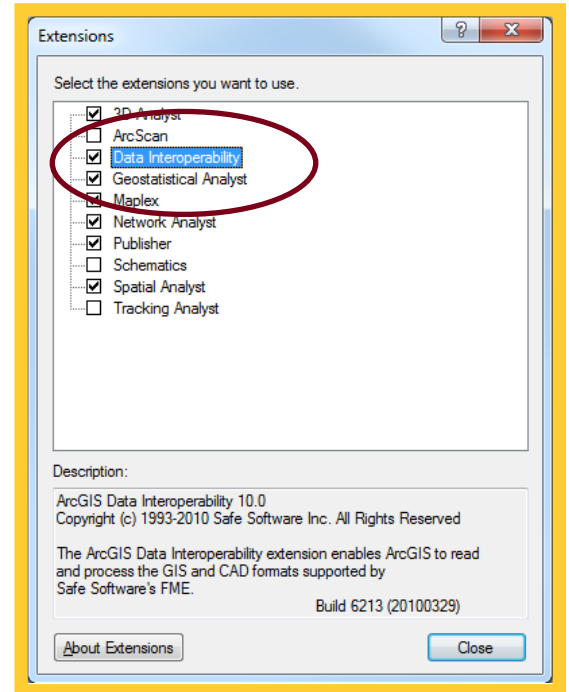 Extensions
Select the extensions you want to use.
3D Analyst
ArcScan
Data Interoperability
Geostatistical Analyst
Maplex
Network Analyst
Publisher
Schematics
Spatial Analyst
Tracking Analyst
Description:
ArcGIS Data Interoperability 10.0
Copyright (c) 1993-2010 Safe Software Inc. All Rights Reserved
The ArcGIS Data Interoperability extension enables ArcGIS to read
and process the GIS and CAD formats supported by
Safe Software's FME.
Build 6213 (20100329)
About Extensions Close